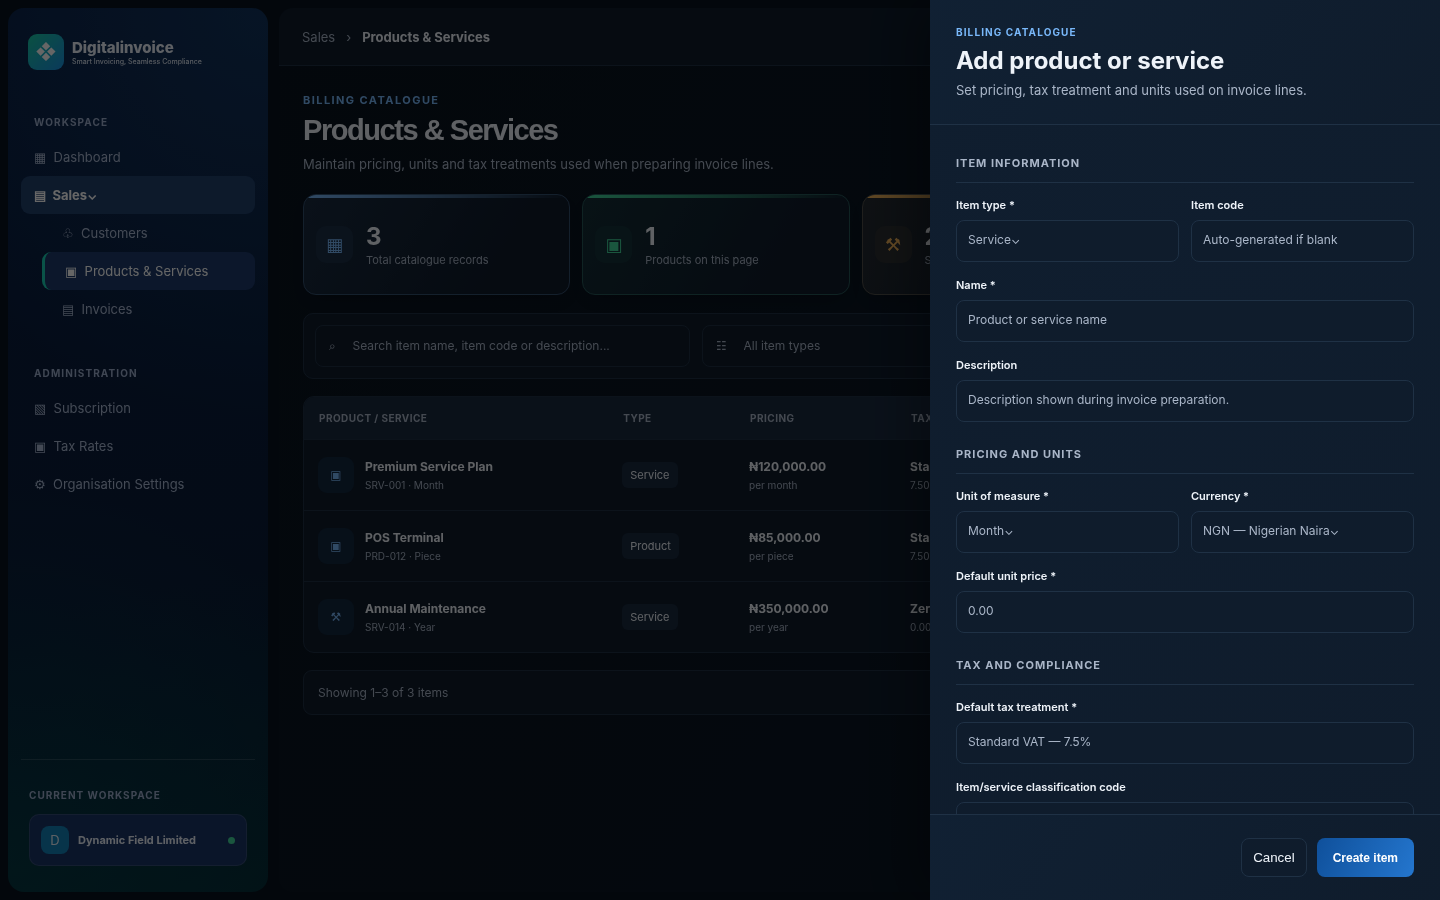 Digitalinvoice
Smart Invoicing, Seamless Compliance
WORKSPACE
Dashboard
Sales
Customers
Products & Services
Invoices
ADMINISTRATION
Subscription
Tax Rates
Organisation Settings
CURRENT WORKSPACE
D Dynamic Field Limited
Sales › Products & Services
BILLING CATALOGUE
Products & Services
Maintain pricing, units and tax treatments used when preparing invoice lines.
3
Total catalogue records
1
Products on this page
Search item name, item code or description...
All item types
PRODUCT / SERVICE TYPE PRICING
Premium Service Plan Service ₦120,000.00
SRV-001 · Month per month 7.50
POS Terminal Product ₦85,000.00
PRD-012 · Piece per piece 7.50
Annual Maintenance Service ₦350,000.00
SRV-014 · Year per year 0.00
Showing 1–3 of 3 items
BILLING CATALOGUE
Add product or service
Set pricing, tax treatment and units used on invoice lines.
ITEM INFORMATION
Item type * Item code
Service Auto-generated if blank
Name *
Product or service name
Description
Description shown during invoice preparation.
PRICING AND UNITS
Unit of measure * Currency *
Month NGN — Nigerian Naira
Default unit price *
0.00
TAX AND COMPLIANCE
Default tax treatment *
Standard VAT — 7.5%
Item/service classification code
Cancel Create item